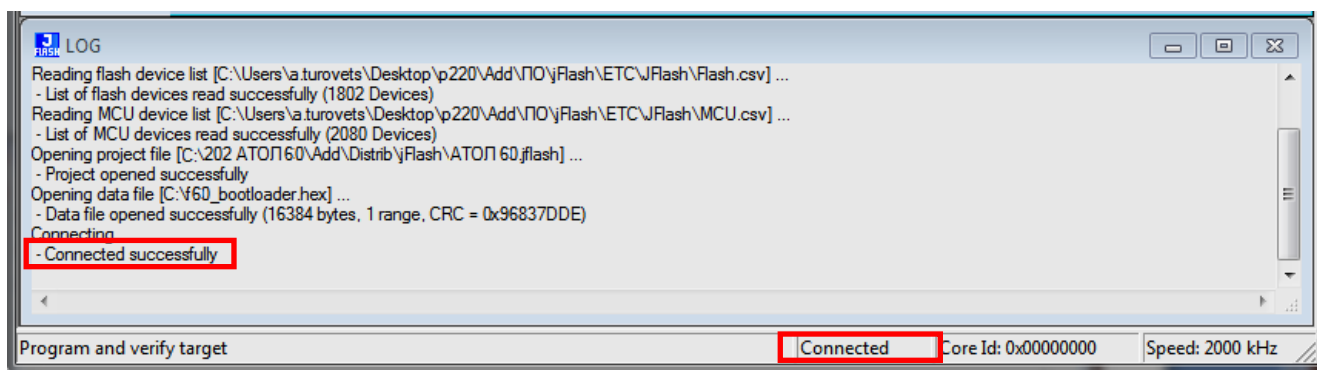 J
FLASH
LOG
Reading flash device list [C:\Users\a.turovets\Desktop\p220\Add\ПО\jFlash\ETC\JFlash\Flash.csv] ...
- List of flash devices read successfully (1802 Devices)
Reading MCU device list [C:\Users\a.turovets\Desktop\p220\Add\ПО\jFlash\ETC\JFlash\MCU.csv] ...
- List of MCU devices read successfully (2080 Devices)
Opening project file [C:\202 АТОЛ 60\Add\Distrib\jFlash\АТОЛ 60.jflash] ...
- Project opened successfully
Opening data file [C:\f60_bootloader.hex] ...
- Data file opened successfully (16384 bytes, 1 range, CRC = 0x96837DDE)
Connecting
- Connected successfully
Program and verify target Connected Core Id: 0x00000000 Speed: 2000 kHz